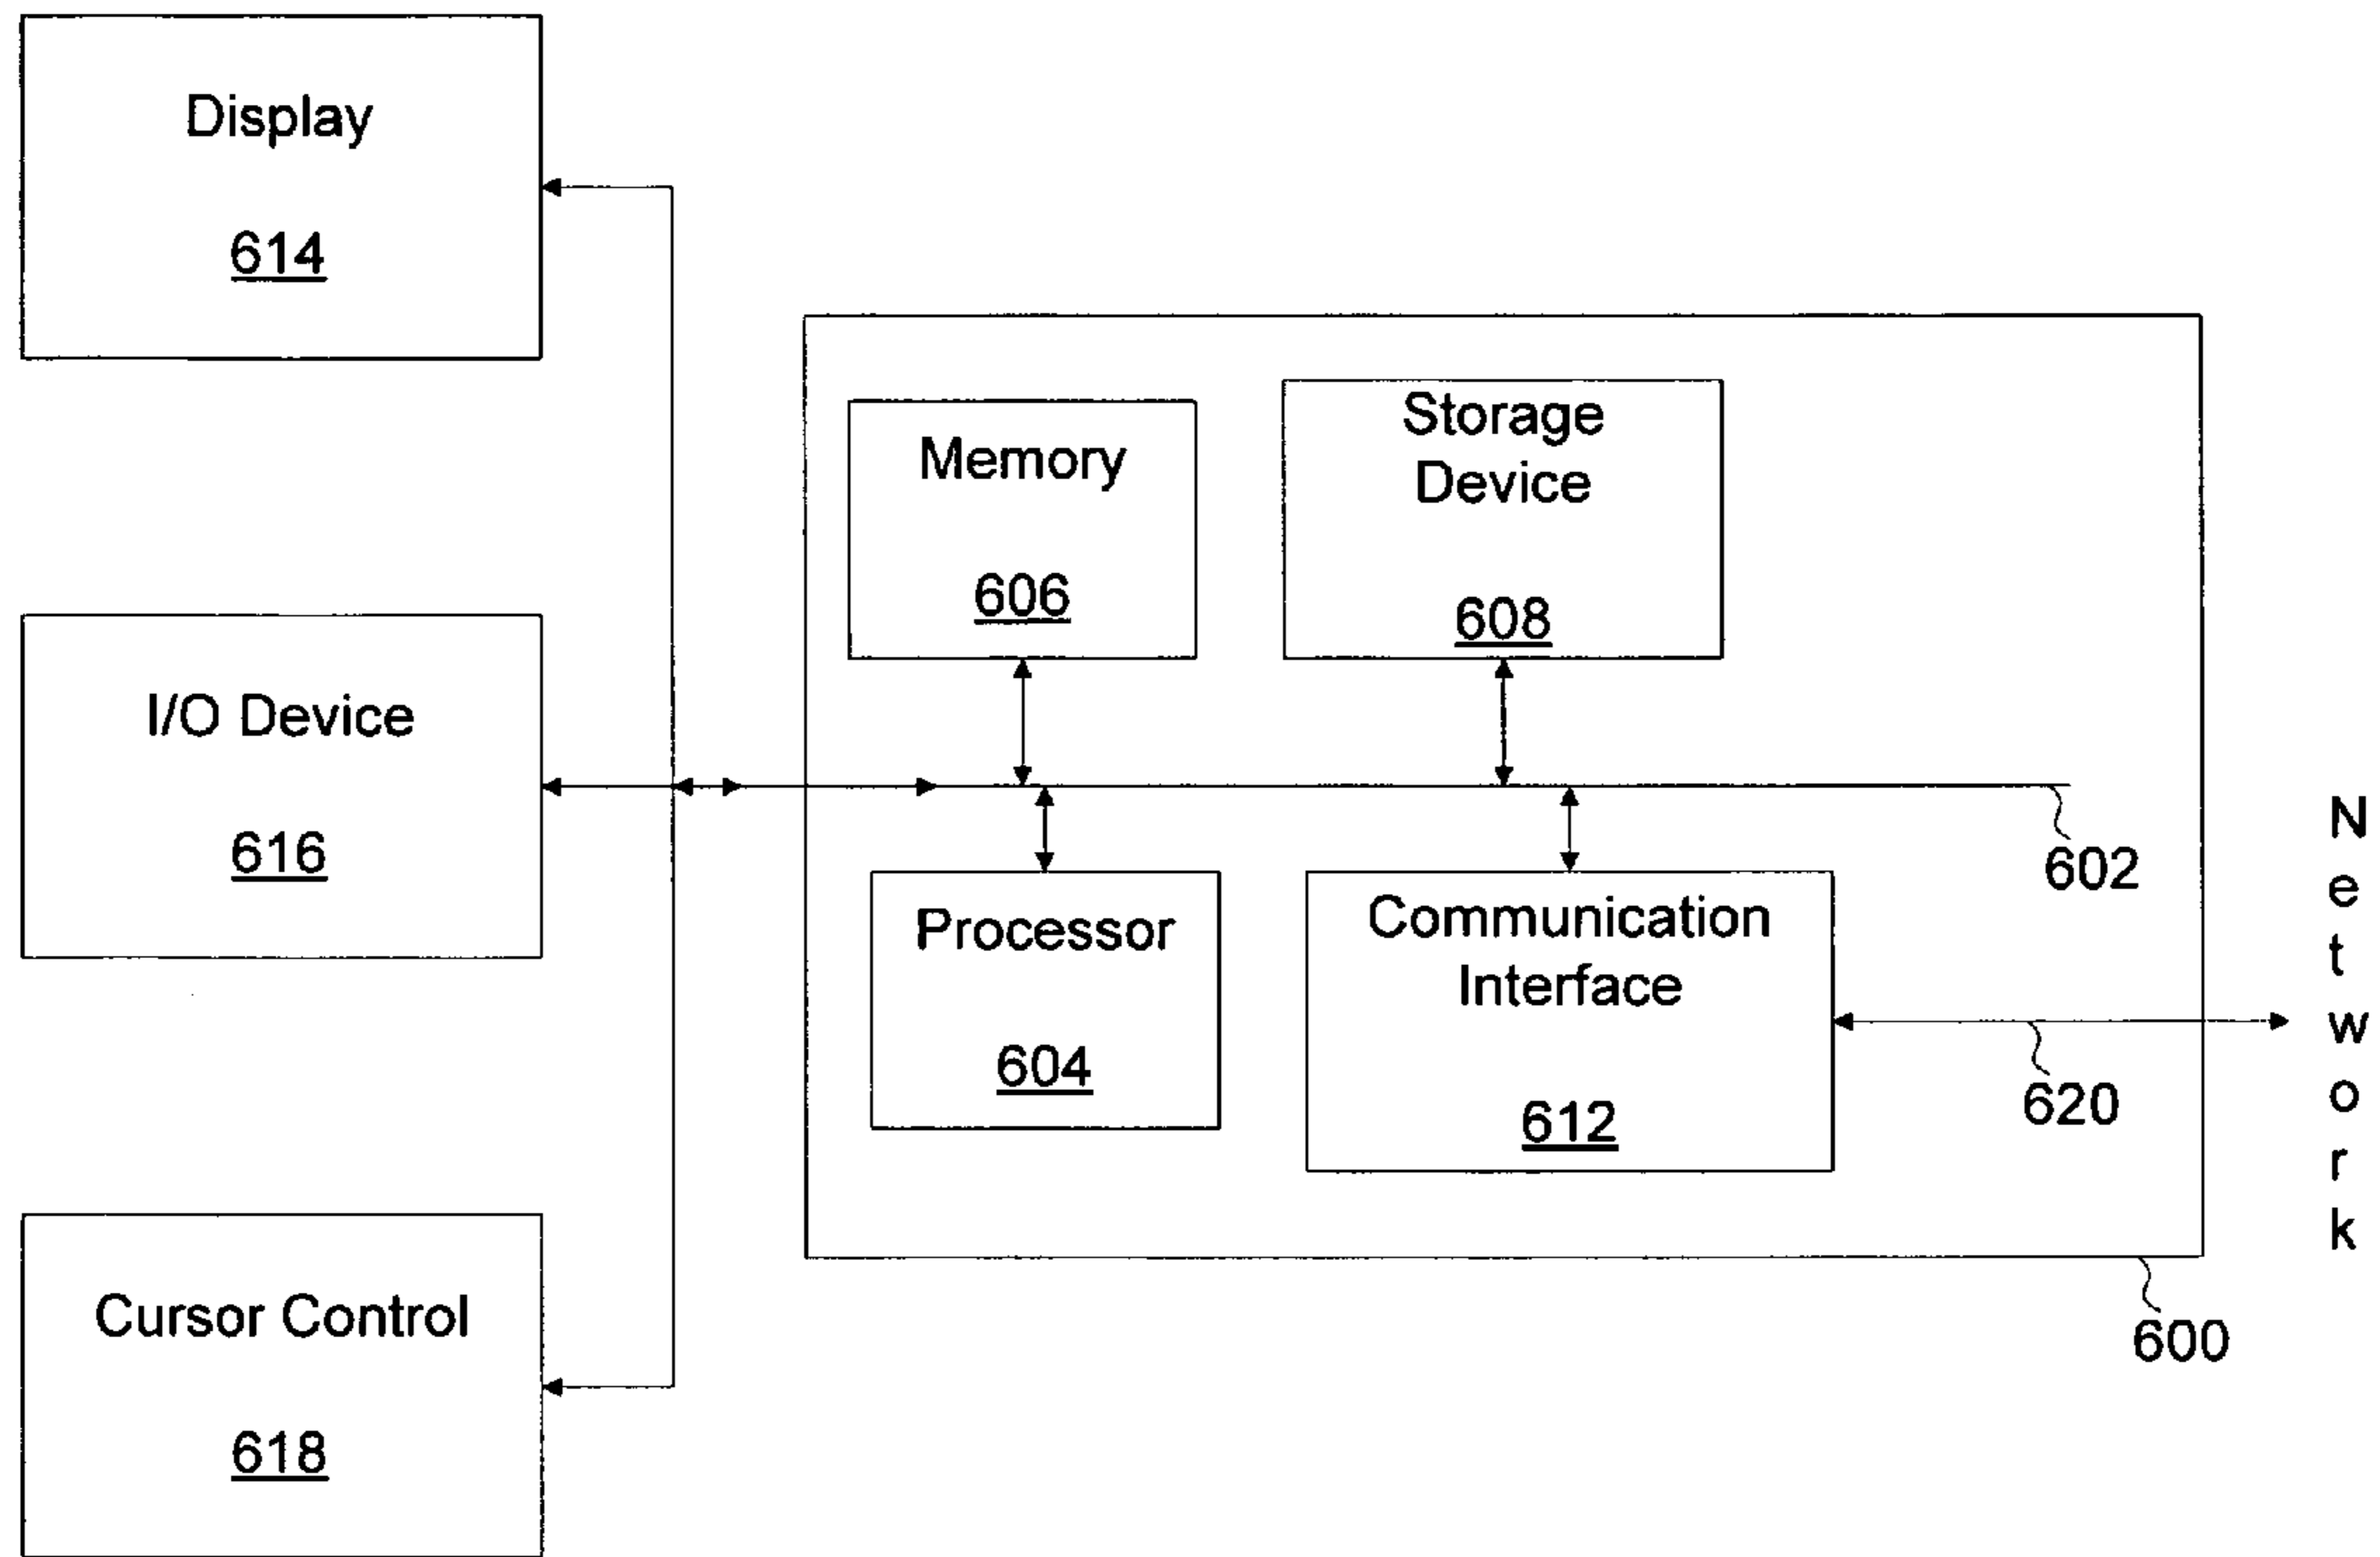 Display
614
I/O Device
616
Cursor Control
618
Memory
606
Storage
Device
608
Processor
604
Communication
Interface
612
602
620
600
Network